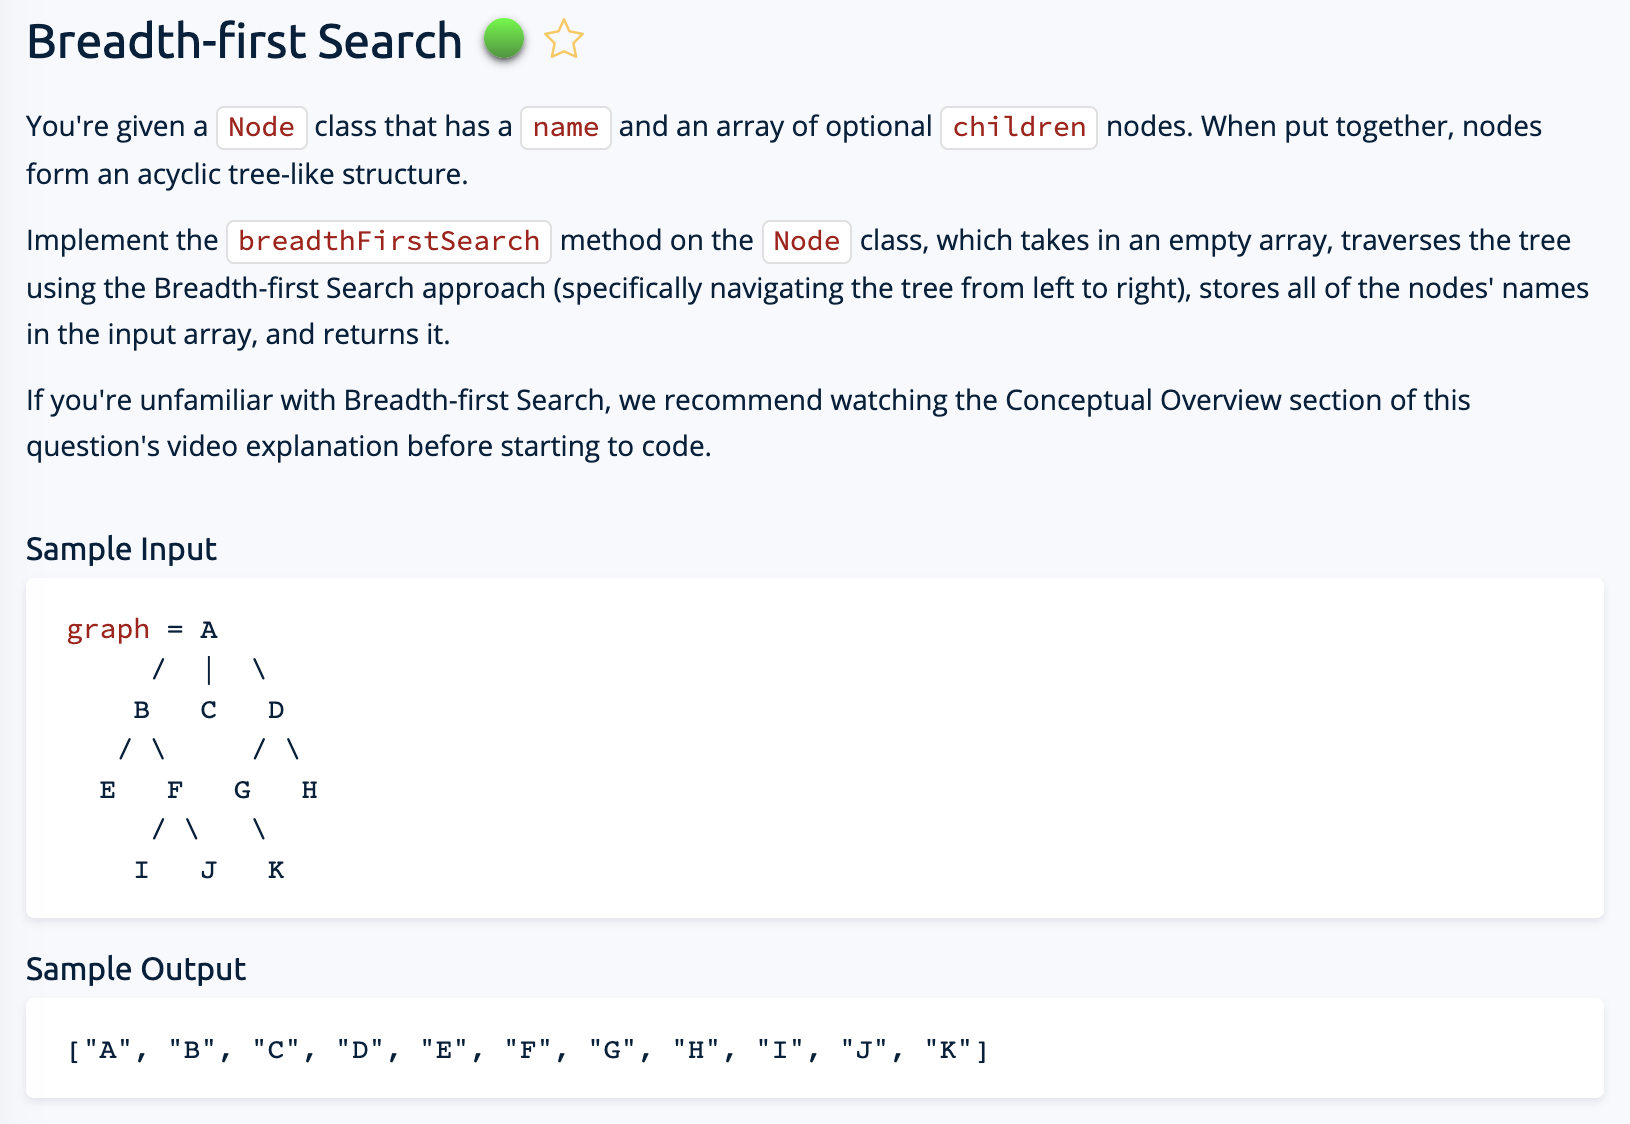 Breadth-first Search
You're given a Node class that has a name and an array of optional children nodes. When put together, nodes
form an acyclic tree-like structure.
Implement the breadthFirstSearch method on the Node class, which takes in an empty array, traverses the tree
using the Breadth-first Search approach (specifically navigating the tree from left to right), stores all of the nodes' names
in the input array, and returns it.
If you're unfamiliar with Breadth-first Search, we recommend watching the Conceptual Overview section of this
question's video explanation before starting to code.
Sample Input
graph = A
     /  |  \
    B   C   D
   / \     / \
  E   F   G   H
     / \   \
    I   J   K
Sample Output
["A", "B", "C", "D", "E", "F", "G", "H", "I", "J", "K"]